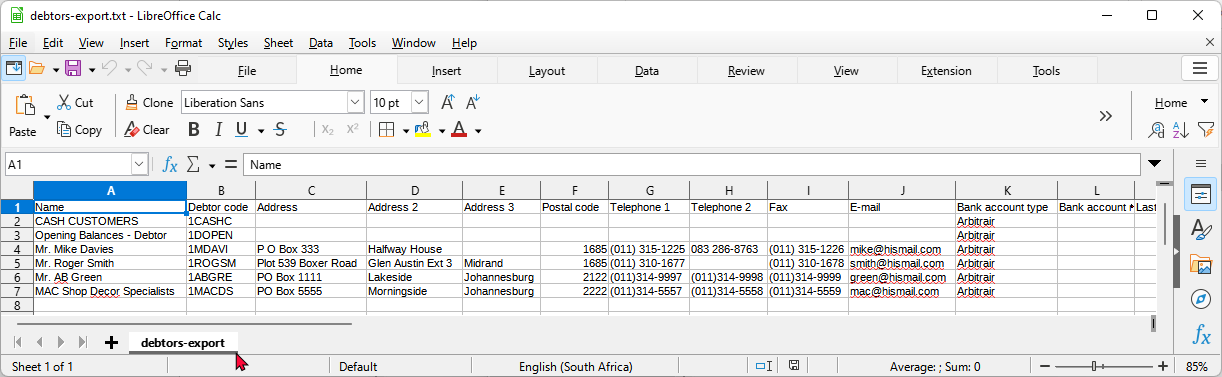 debtors-export.txt - LibreOffice Calc
File Edit View Insert Format Styles Sheet Data Tools Window Help
File Home Insert Layout Data Review View Extension Tools
Paste Cut Copy Clone Clear Liberation Sans 10 pt Home
B I U S A
A1 fx Σ = Name
A B C D E F G H I J K L
1 Name Debtor code Address Address 2 Address 3 Postal code Telephone 1 Telephone 2 Fax E-mail Bank account type Bank account Last
2 CASH CUSTOMERS 1CASHC Arbitrair
3 Opening Balances - Debtor 1DOPEN Arbitrair
4 Mr. Mike Davies 1MDAVI P O Box 333 Halfway House 1685 (011) 315-1225 083 286-8763 (011) 315-1226 mike@hismail.com Arbitrair
5 Mr. Roger Smith 1ROGSM Plot 539 Boxer Road Glen Austin Ext 3 Midrand 1685 (011) 310-1677 (011) 310-1678 smith@hismail.com Arbitrair
6 Mr. AB Green 1ABGRE PO Box 1111 Lakeside Johannesburg 2122 (011)314-9997 (011)314-9998 (011)314-9999 green@hismail.com Arbitrair
7 MAC Shop Decor Specialists 1MACDS PO Box 5555 Morningside Johannesburg 2222 (011)314-5557 (011)314-5558 (011)314-5559 mac@hismail.com Arbitrair
8
debtors-export
Sheet 1 of 1 Default English (South Africa) Average: ; Sum: 0 85%